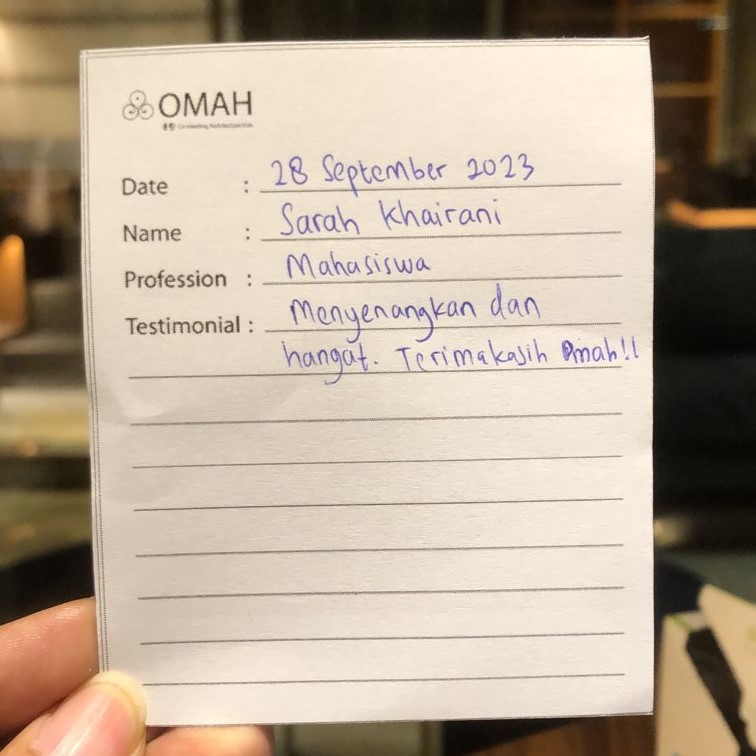 OMAH
Date : 28 September 2023
Name : Sarah Khairani
Profession : Mahasiswa
Testimonial : Menyenangkan dan
hangat. Terimakasih Omah!!